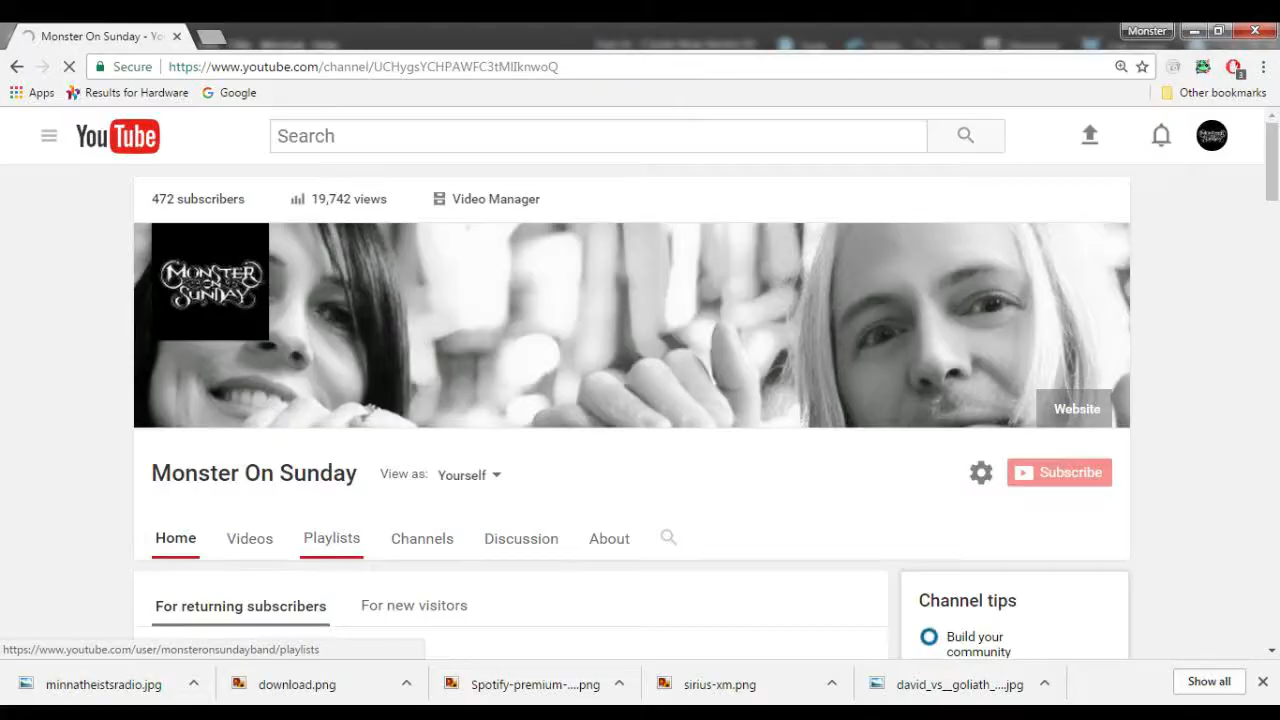 Monster On Sunday - Yo
Monster
Secure https://www.youtube.com/channel/UCHygsYCHPAWFC3tMIIknwoQ
Apps Results for Hardware Google Other bookmarks
3
YouTube Search
472 subscribers 19,742 views Video Manager
MONSTER
ON
SUNDAY
Website
Monster On Sunday View as: Yourself Subscribe
Home Videos Playlists Channels Discussion About
For returning subscribers For new visitors
Channel tips
Build your
community
https://www.youtube.com/user/monsteronsundayband/playlists
minnatheistsradio.jpg download.png Spotify-premium-....png sirius-xm.png david_vs__goliath_....jpg Show all